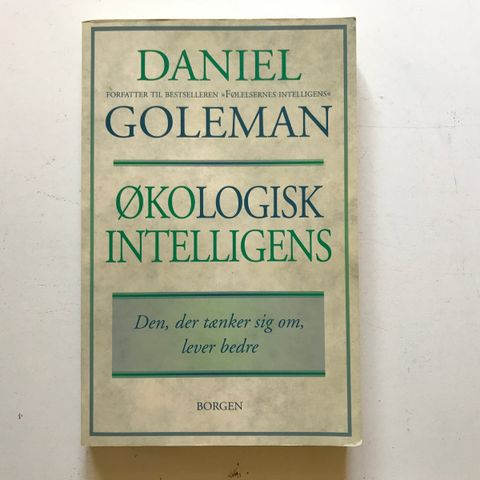 DANIEL
FORFATTER TIL BESTSELLEREN »FØLELSERNES INTELLIGENS«
GOLEMAN
ØKOLOGISK
INTELLIGENS
Den, der tænker sig om,
lever bedre
BORGEN